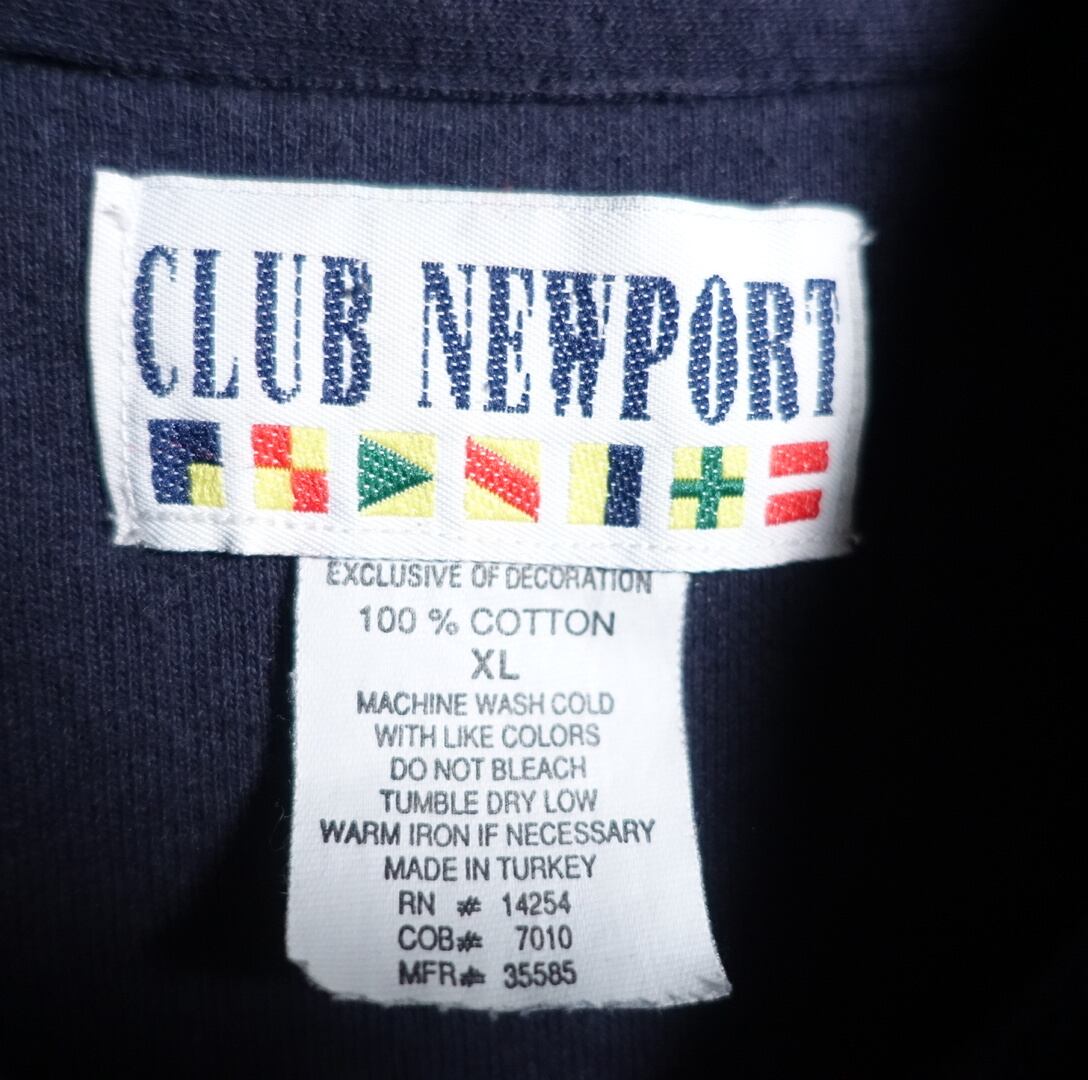 CLUB NEWPORT
EXCLUSIVE OF DECORATION
100 % COTTON
XL
MACHINE WASH COLD
WITH LIKE COLORS
DO NOT BLEACH
TUMBLE DRY LOW
WARM IRON IF NECESSARY
MADE IN TURKEY
RN # 14254
COB# 7010
MFR# 35585